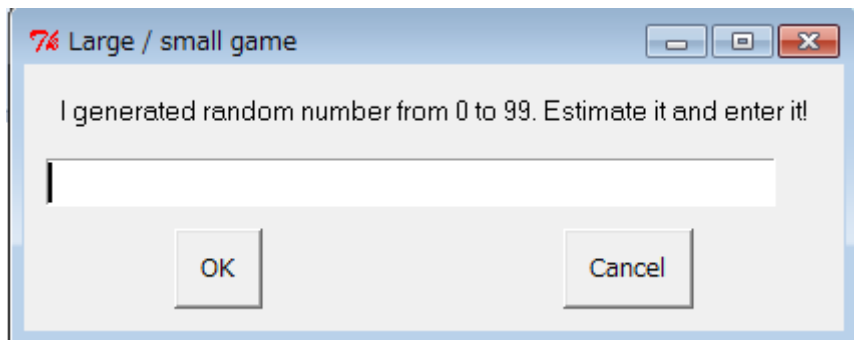 Large / small game
I generated random number from 0 to 99. Estimate it and enter it!
OK
Cancel